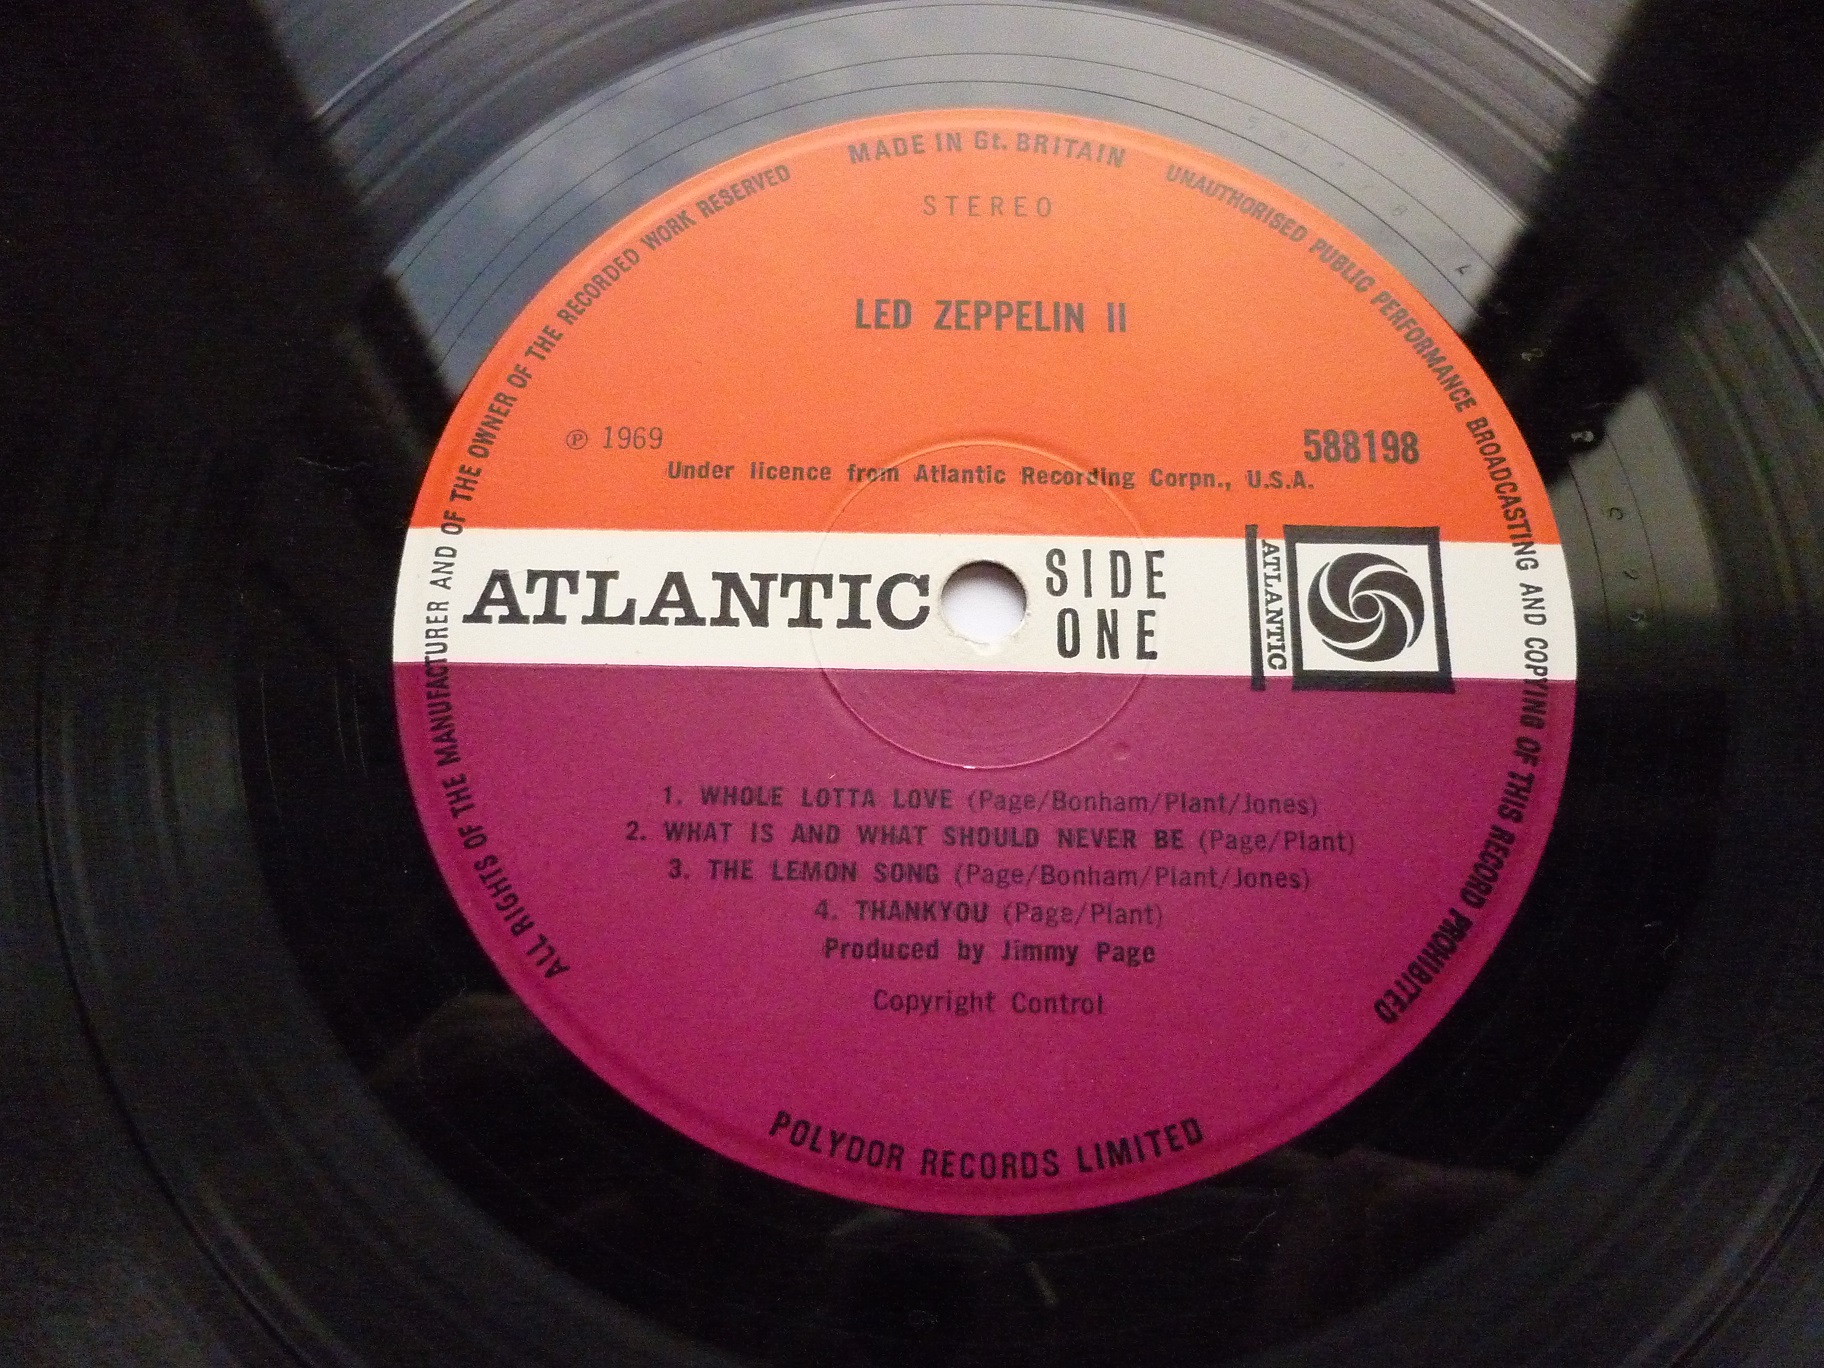 MADE IN Gt. BRITAIN
UNAUTHORISED PUBLIC PERFORMANCE BROADCASTING AND COPYING OF THIS RECORD PROHIBITED
ALL RIGHTS OF THE MANUFACTURER AND OF THE OWNER OF THE RECORDED WORK RESERVED
STEREO
LED ZEPPELIN II
℗ 1969
588198
Under licence from Atlantic Recording Corpn., U.S.A.
ATLANTIC
SIDE
ONE
ATLANTIC
1. WHOLE LOTTA LOVE (Page/Bonham/Plant/Jones)
2. WHAT IS AND WHAT SHOULD NEVER BE (Page/Plant)
3. THE LEMON SONG (Page/Bonham/Plant/Jones)
4. THANKYOU (Page/Plant)
Produced by Jimmy Page
Copyright Control
POLYDOR RECORDS LIMITED